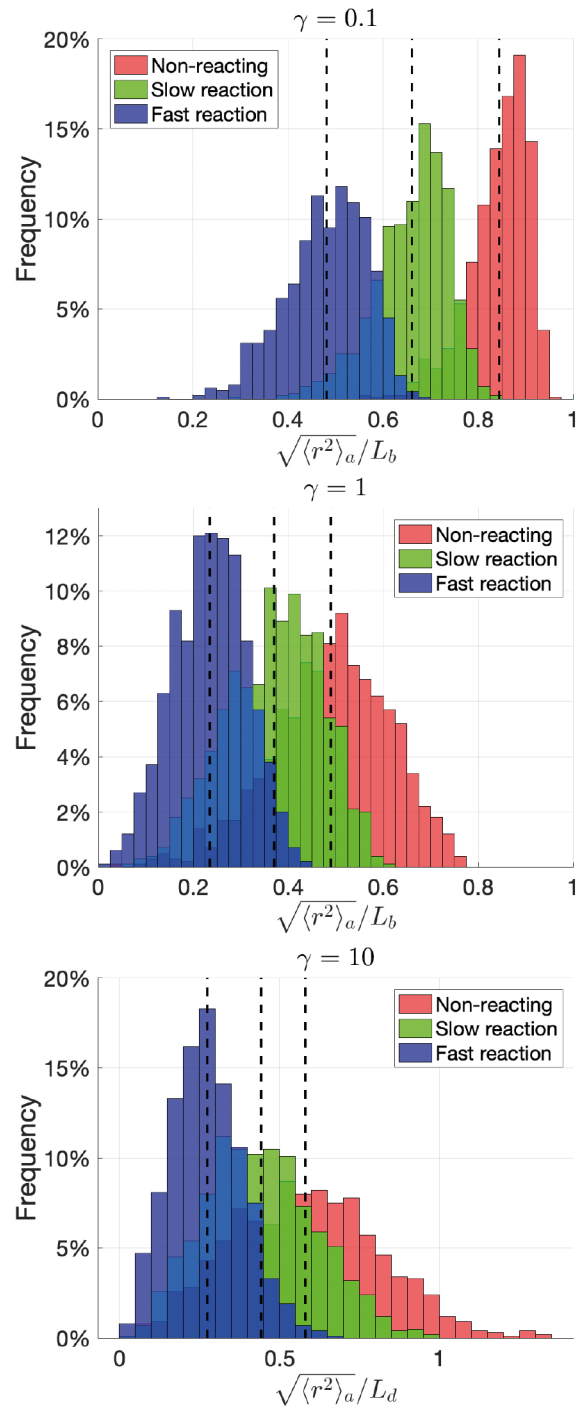 γ = 0.1
20%
15%
10%
5%
0%
Frequency
Non-reacting
Slow reaction
Fast reaction
0 0.2 0.4 0.6 0.8 1
√⟨r²⟩ₐ/L_b
γ = 1
12%
10%
8%
6%
4%
2%
0%
Frequency
Non-reacting
Slow reaction
Fast reaction
0 0.2 0.4 0.6 0.8 1
√⟨r²⟩ₐ/L_b
γ = 10
20%
15%
10%
5%
0%
Frequency
Non-reacting
Slow reaction
Fast reaction
0 0.5 1
√⟨r²⟩ₐ/L_d